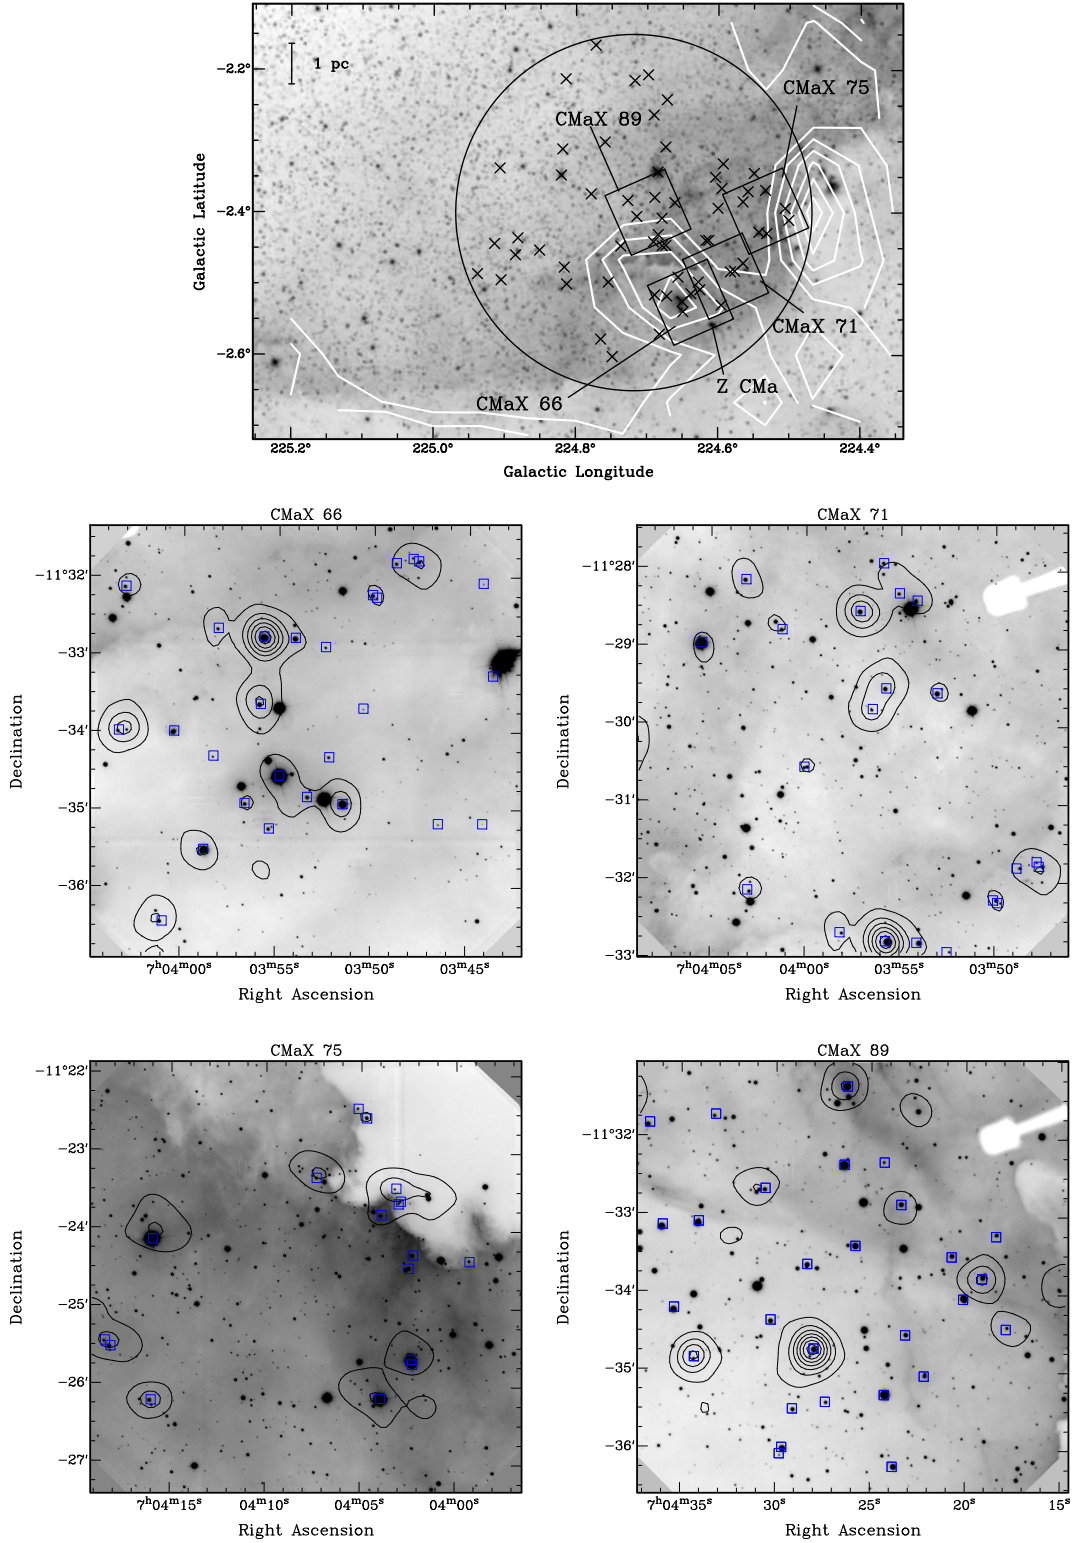 1 pc
CMaX 89
CMaX 75
CMaX 71
Z CMa
CMaX 66
-2.2°
-2.4°
-2.6°
Galactic Latitude
225.2° 225.0° 224.8° 224.6° 224.4°
Galactic Longitude
CMaX 66
-11°32′
-33′
-34′
-35′
-36′
Declination
7h04m00s 03m55s 03m50s 03m45s
Right Ascension
CMaX 71
-11°28′
-29′
-30′
-31′
-32′
-33′
Declination
7h04m05s 04m00s 03m55s 03m50s
Right Ascension
CMaX 75
-11°22′
-23′
-24′
-25′
-26′
-27′
Declination
7h04m15s 04m10s 04m05s 04m00s
Right Ascension
CMaX 89
-11°32′
-33′
-34′
-35′
-36′
Declination
7h04m35s 30s 25s 20s 15s
Right Ascension